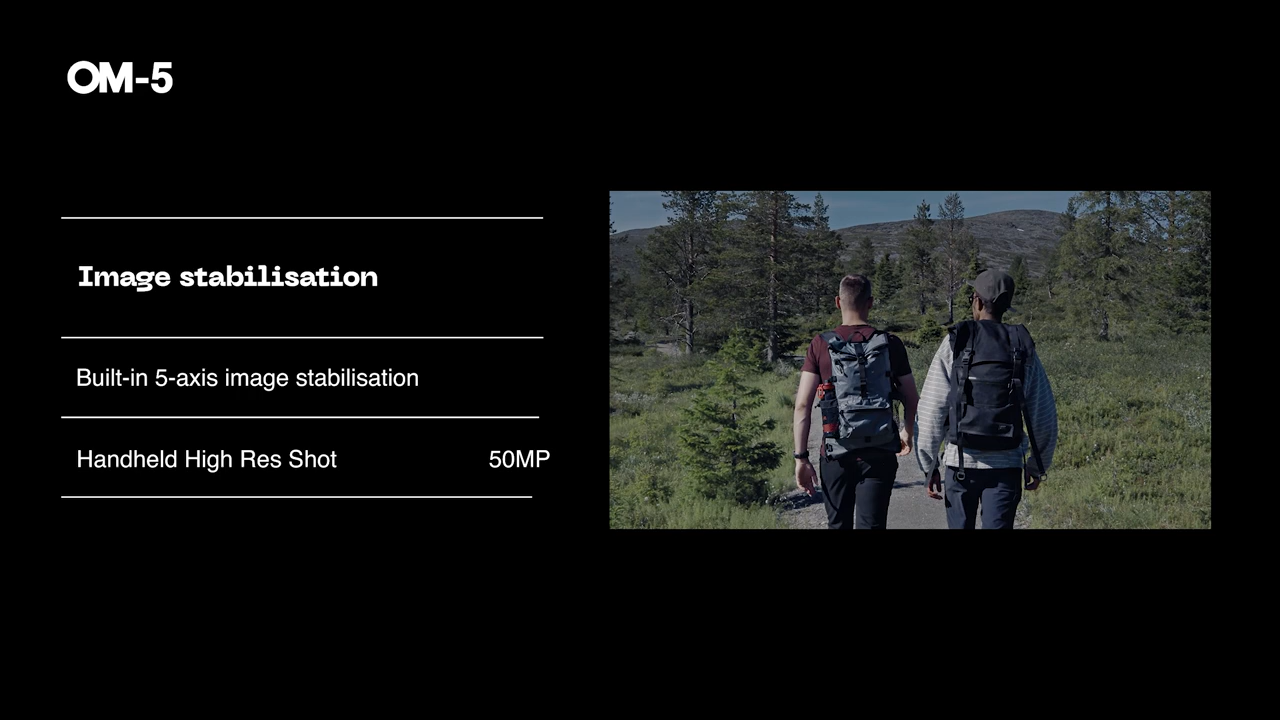 OM-5
Image stabilisation
Built-in 5-axis image stabilisation
Handheld High Res Shot 50MP